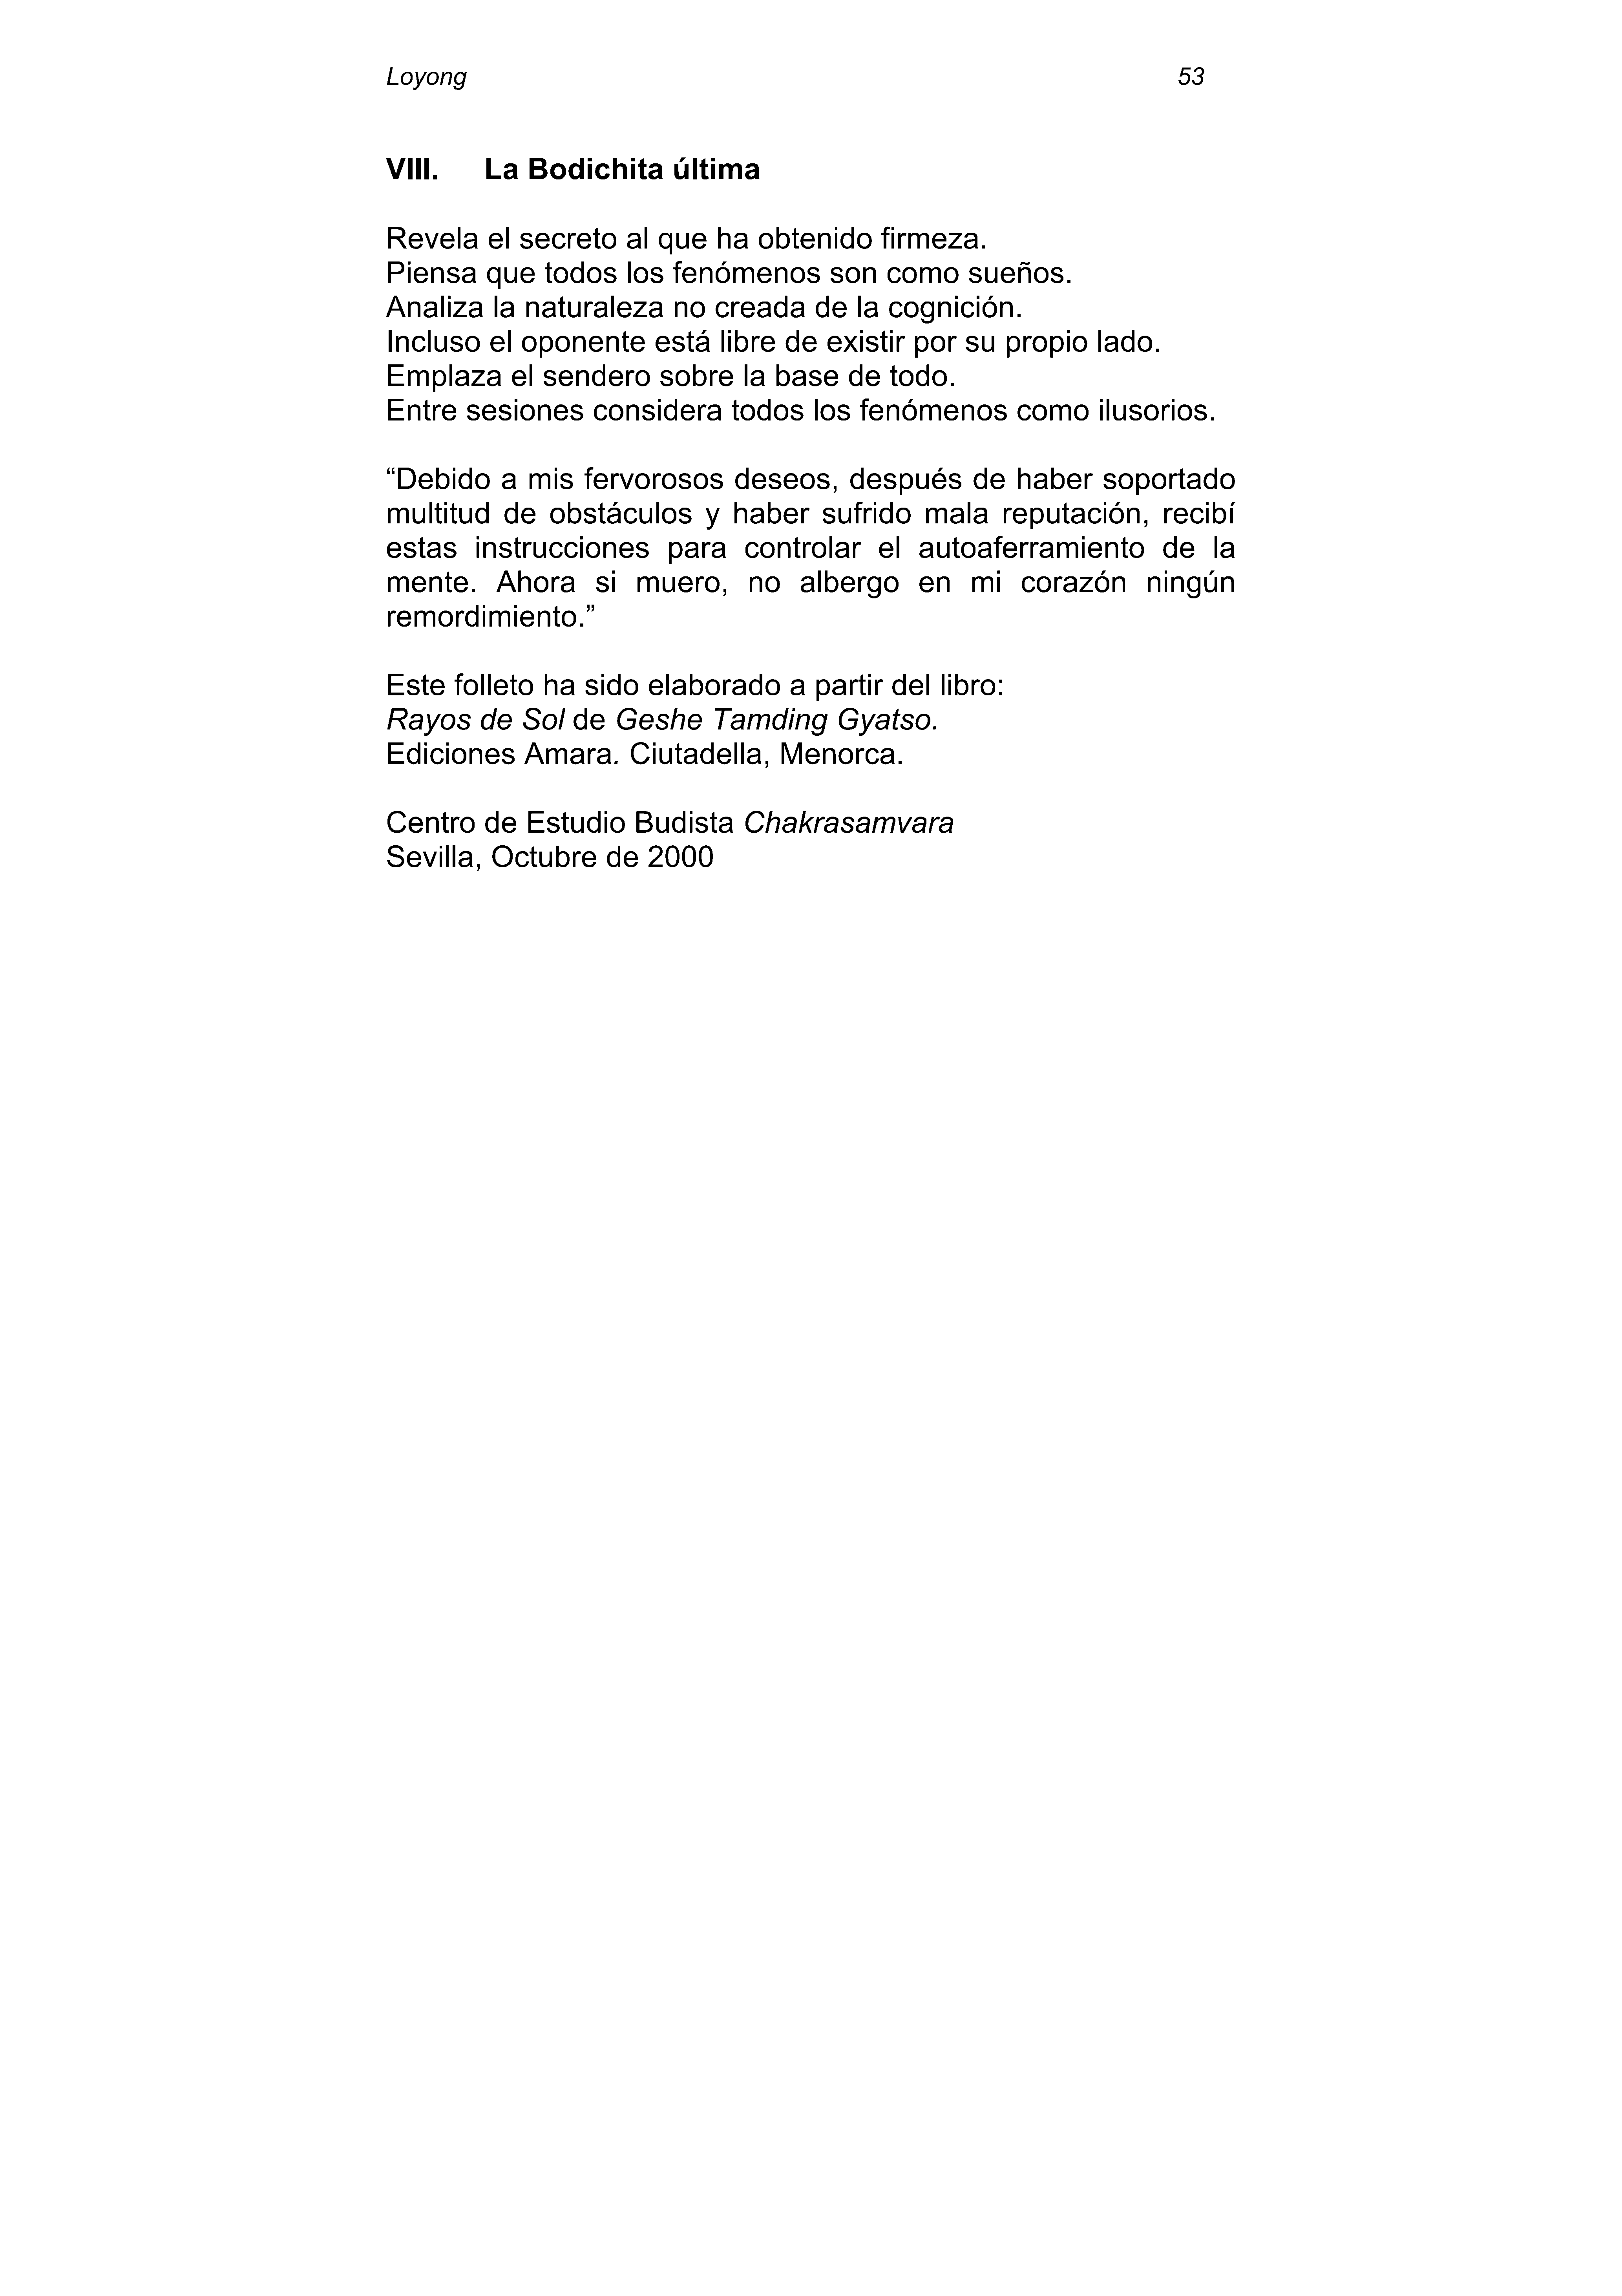 Loyong 53
VIII. La Bodichita última
Revela el secreto al que ha obtenido firmeza.
Piensa que todos los fenómenos son como sueños.
Analiza la naturaleza no creada de la cognición.
Incluso el oponente está libre de existir por su propio lado.
Emplaza el sendero sobre la base de todo.
Entre sesiones considera todos los fenómenos como ilusorios.
“Debido a mis fervorosos deseos, después de haber soportado
multitud de obstáculos y haber sufrido mala reputación, recibí
estas instrucciones para controlar el autoaferramiento de la
mente. Ahora si muero, no albergo en mi corazón ningún
remordimiento.”
Este folleto ha sido elaborado a partir del libro:
Rayos de Sol de Geshe Tamding Gyatso.
Ediciones Amara. Ciutadella, Menorca.
Centro de Estudio Budista Chakrasamvara
Sevilla, Octubre de 2000